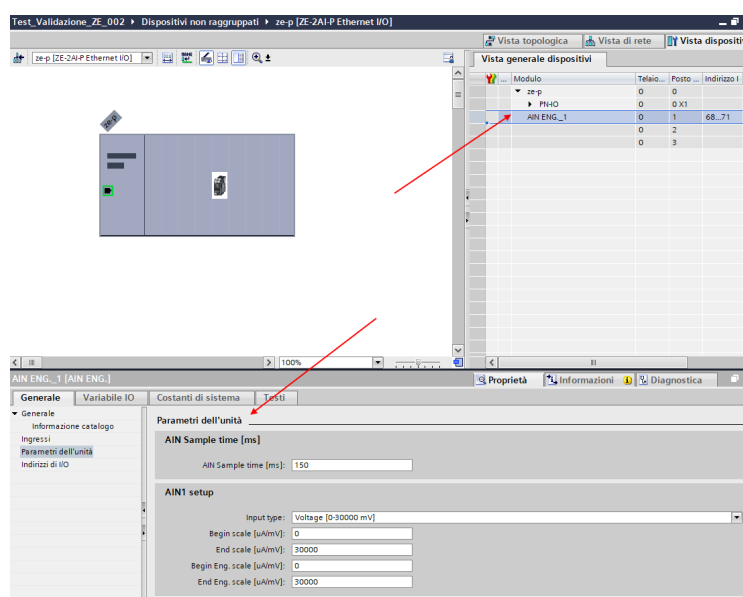 Test_Validazione_ZE_002 ▸ Dispositivi non raggruppati ▸ ze-p [ZE-2AI-P Ethernet I/O]
Vista topologica Vista di rete Vista dispositi
ze-p [ZE-2AI-P Ethernet I/O]
Vista generale dispositivi
... Modulo Telaio... Posto ... Indirizzo I
ze-p 0 0
PN-IO 0 0 X1
AIN ENG._1 0 1 68...71
0 2
0 3
ze-p
100%
AIN ENG._1 [AIN ENG.]
Proprietà Informazioni Diagnostica
Generale Variabile IO Costanti di sistema Testi
Generale
Informazione catalogo
Ingressi
Parametri dell'unità
Indirizzi di I/O
Parametri dell'unità
AIN Sample time [ms]
AIN Sample time [ms]: 150
AIN1 setup
Input type: Voltage [0-30000 mV]
Begin scale [uA/mV]: 0
End scale [uA/mV]: 30000
Begin Eng. scale [uA/mV]: 0
End Eng. scale [uA/mV]: 30000